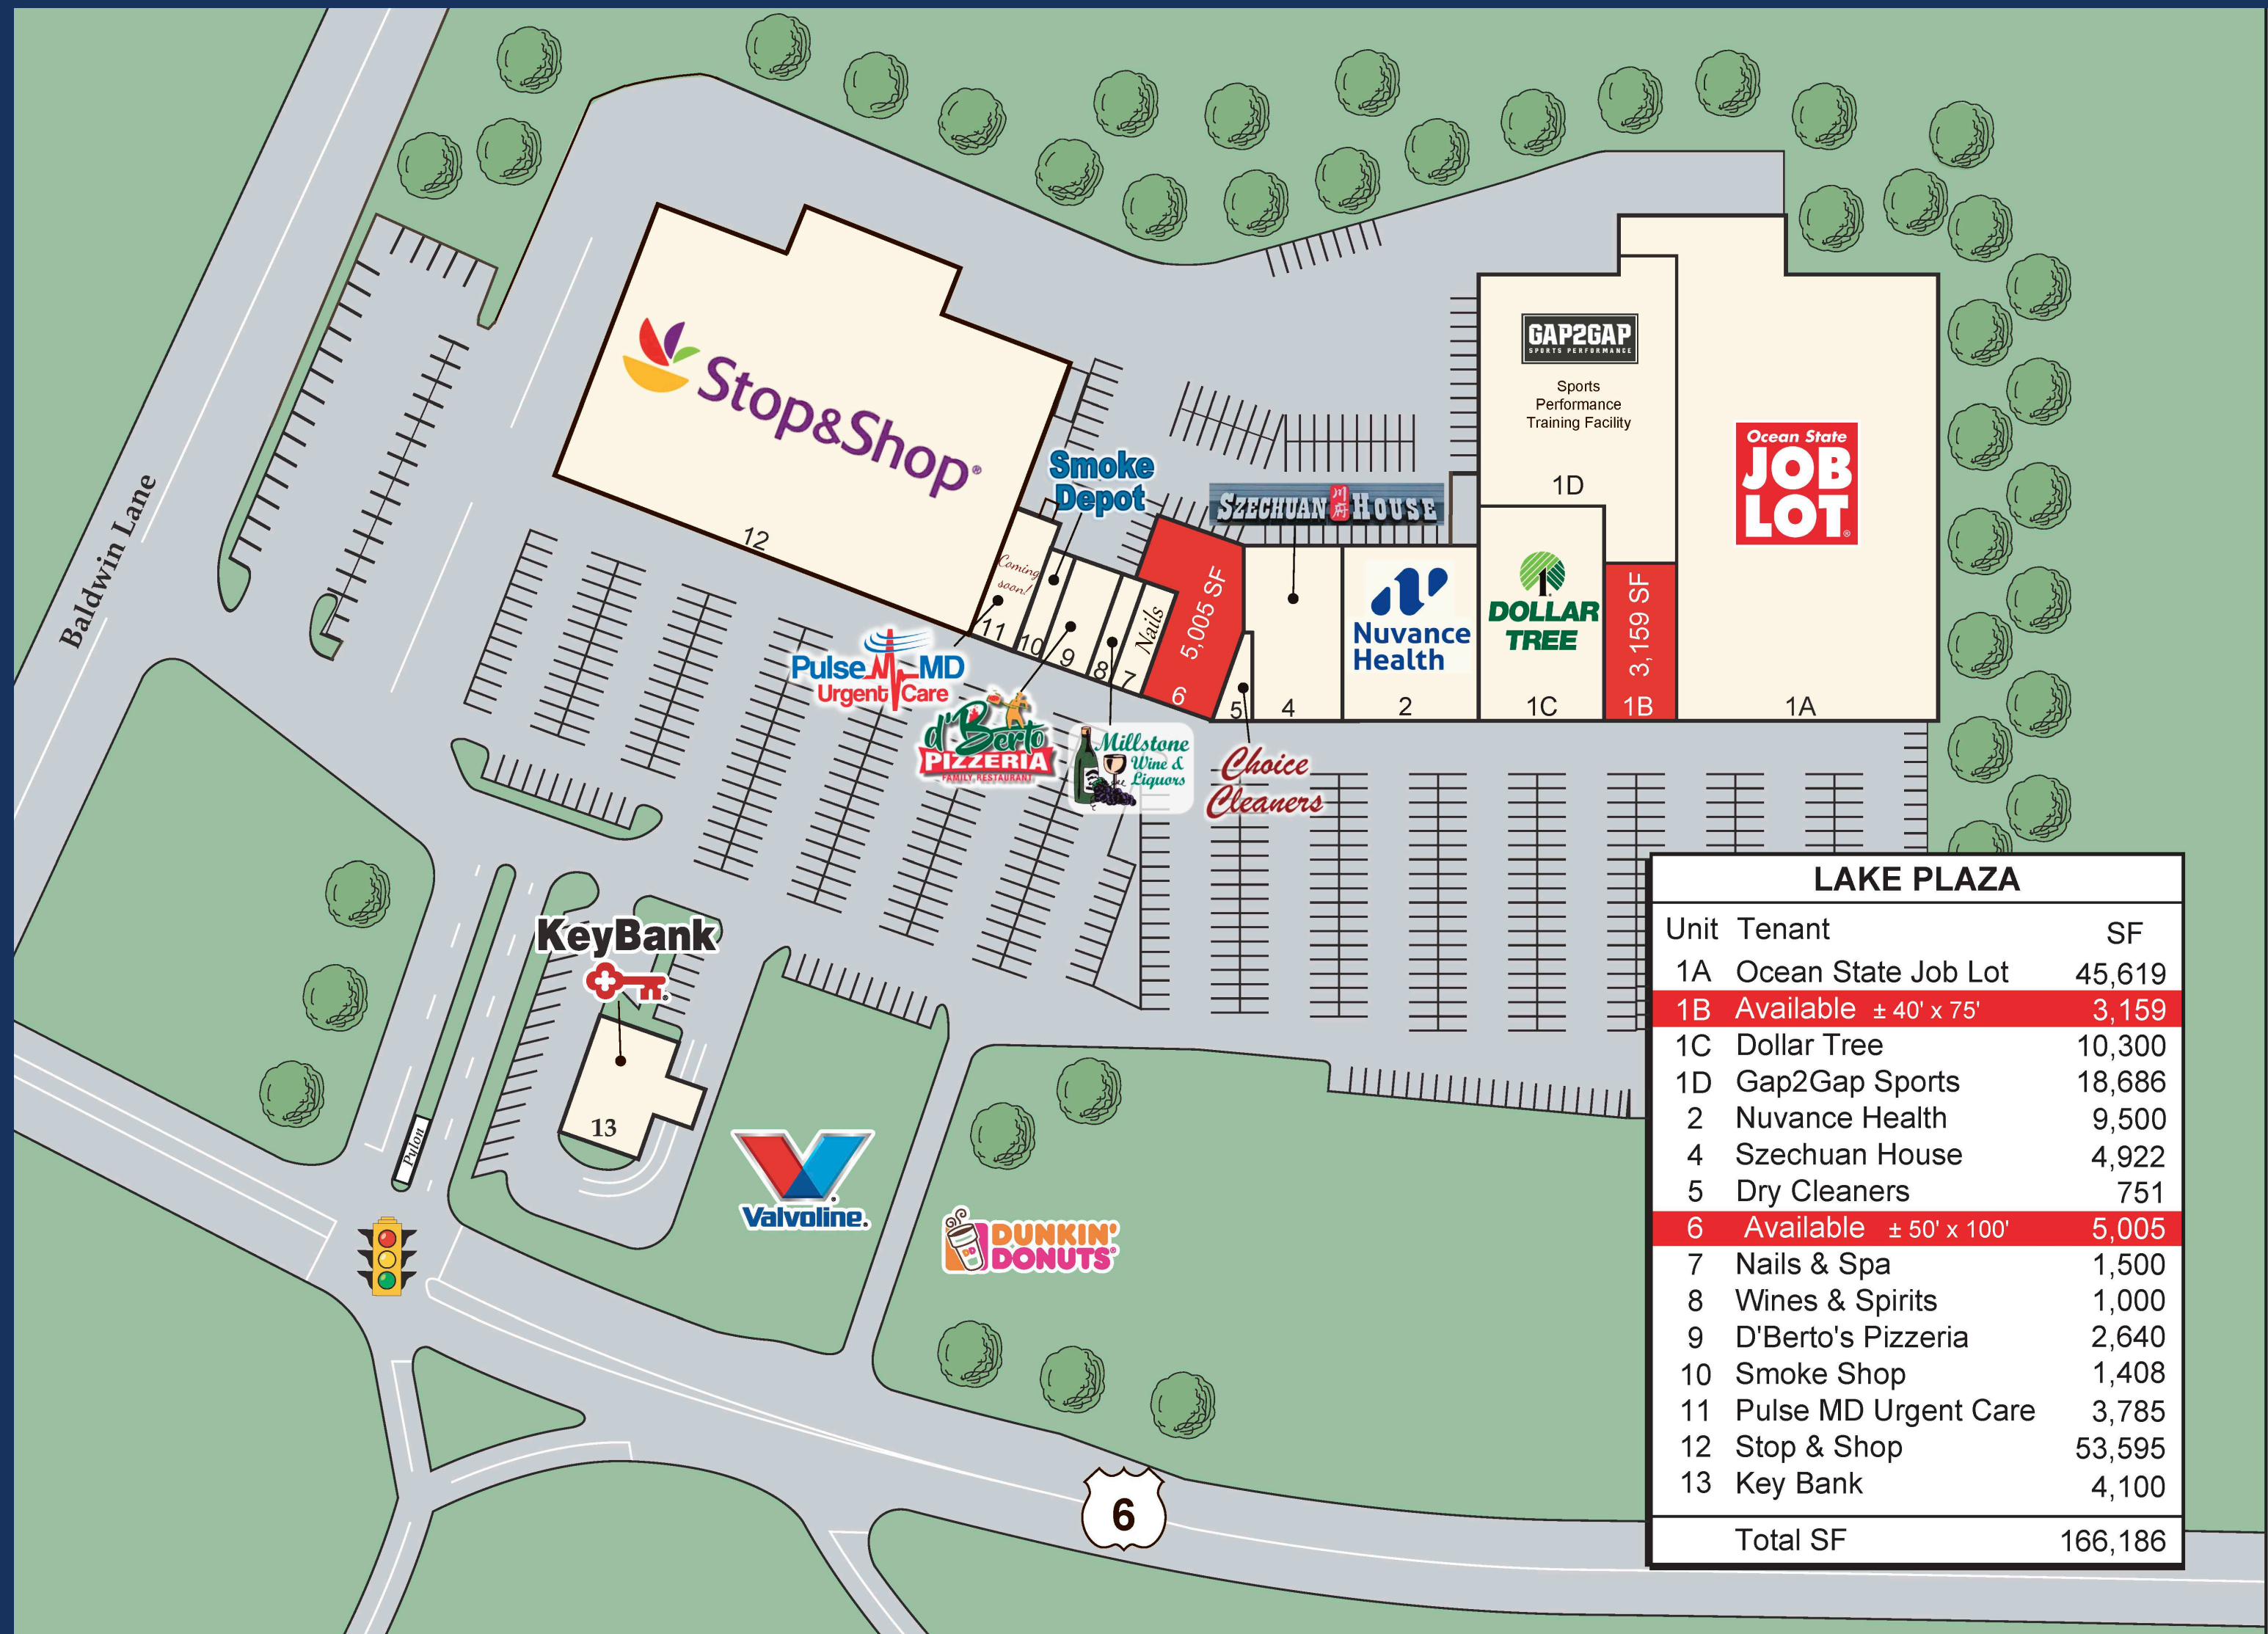 Baldwin Lane
Stop&Shop®
12
Smoke
Depot
SZECHUAN 川府 HOUSE
GAP2GAP
SPORTS PERFORMANCE
Sports
Performance
Training Facility
1D
Ocean State
JOB
LOT®
1A
Coming
soon!
11
10
9
8
7
Nails
5,005 SF
6
5
4
Nuvance
Health
2
1
DOLLAR
TREE
1C
3,159 SF
1B
PulseMD
Urgent Care
d'Berto
PIZZERIA
FAMILY RESTAURANT
Millstone
Wine &
Liquors
Choice
Cleaners
KeyBank
13
Pylon
Valvoline.
DD
DUNKIN'
DONUTS®
6
LAKE PLAZA
Unit Tenant SF
1A Ocean State Job Lot 45,619
1B Available ± 40' x 75' 3,159
1C Dollar Tree 10,300
1D Gap2Gap Sports 18,686
2 Nuvance Health 9,500
4 Szechuan House 4,922
5 Dry Cleaners 751
6 Available ± 50' x 100' 5,005
7 Nails & Spa 1,500
8 Wines & Spirits 1,000
9 D'Berto's Pizzeria 2,640
10 Smoke Shop 1,408
11 Pulse MD Urgent Care 3,785
12 Stop & Shop 53,595
13 Key Bank 4,100
Total SF 166,186